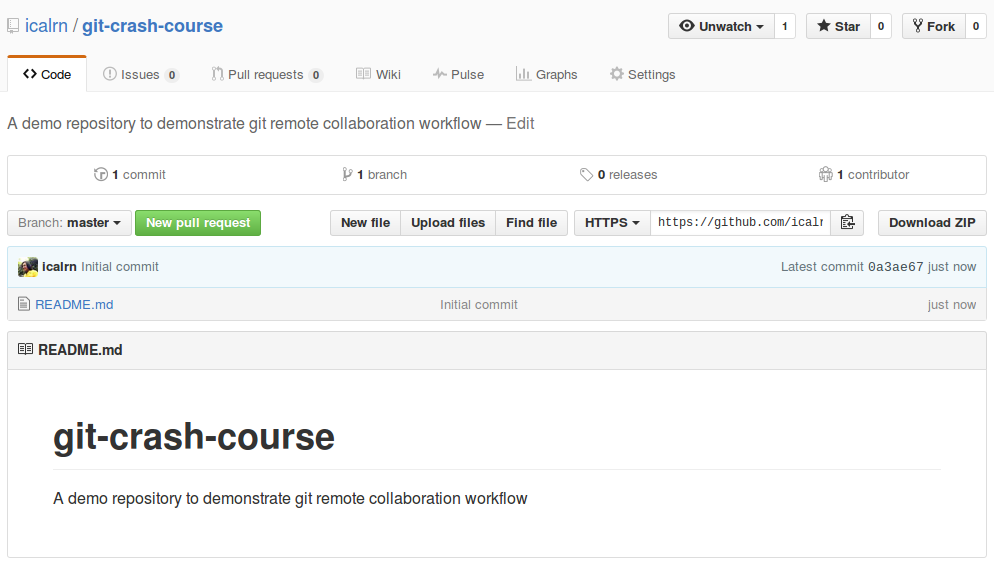 icalrn / git-crash-course Unwatch 1 Star 0 Fork 0
Code Issues 0 Pull requests 0 Wiki Pulse Graphs Settings
A demo repository to demonstrate git remote collaboration workflow — Edit
1 commit 1 branch 0 releases 1 contributor
Branch: master New pull request New file Upload files Find file HTTPS https://github.com/icalr Download ZIP
icalrn Initial commit Latest commit 0a3ae67 just now
README.md Initial commit just now
README.md
git-crash-course
A demo repository to demonstrate git remote collaboration workflow